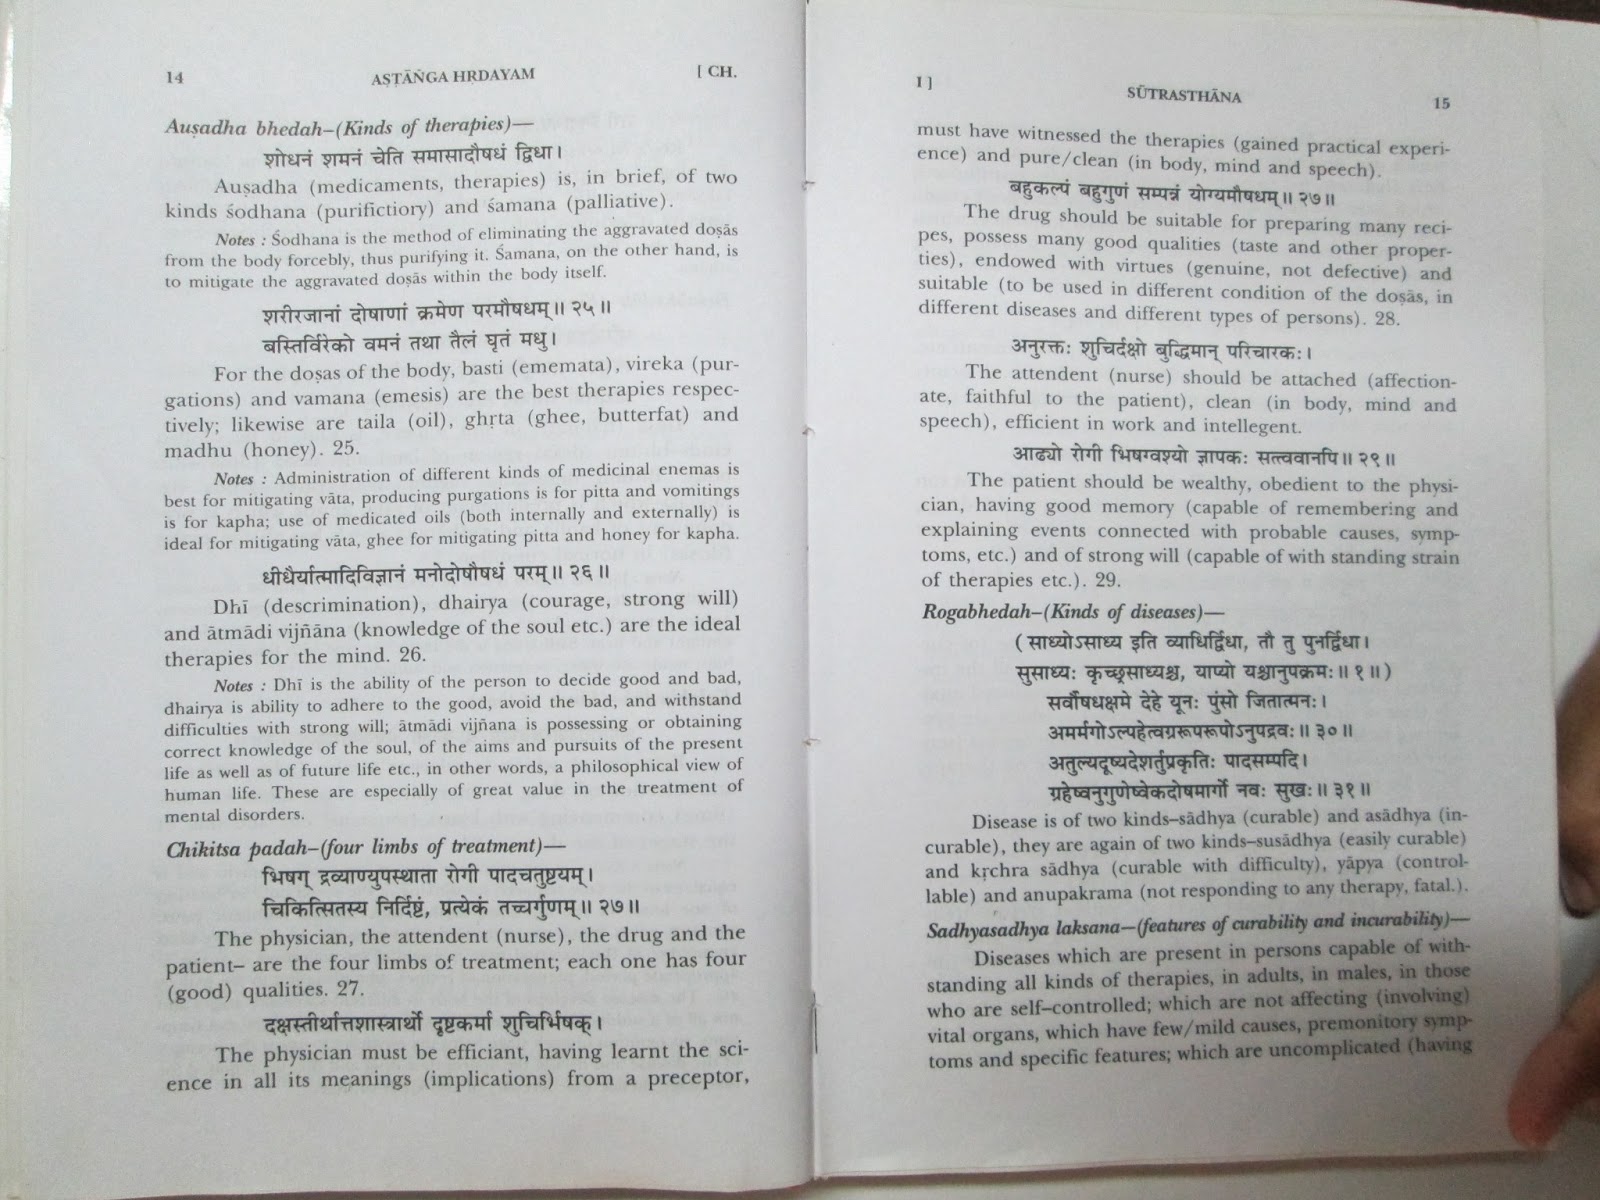 14
AṢṬĀṄGA HṚDAYAM
[ CH.
Auṣadha bhedah–(Kinds of therapies)—
शोधनं शमनं चेति समासादौषधं द्विधा।
Auṣadha (medicaments, therapies) is, in brief, of two
kinds śodhana (purifictiory) and śamana (palliative).
Notes : Śodhana is the method of eliminating the aggravated doṣās
from the body forcebly, thus purifying it. Śamana, on the other hand, is
to mitigate the aggravated doṣās within the body itself.
शरीरजानां दोषाणां क्रमेण परमौषधम्॥ २५॥
बस्तिर्विरेको वमनं तथा तैलं घृतं मधु।
For the doṣas of the body, basti (ememata), vireka (pur-
gations) and vamana (emesis) are the best therapies respec-
tively; likewise are taila (oil), ghṛta (ghee, butterfat) and
madhu (honey). 25.
Notes : Administration of different kinds of medicinal enemas is
best for mitigating vāta, producing purgations is for pitta and vomitings
is for kapha; use of medicated oils (both internally and externally) is
ideal for mitigating vāta, ghee for mitigating pitta and honey for kapha.
धीधैर्यात्मादिविज्ञानं मनोदोषौषधं परम्॥ २६॥
Dhī (descrimination), dhairya (courage, strong will)
and ātmādi vijñāna (knowledge of the soul etc.) are the ideal
therapies for the mind. 26.
Notes : Dhī is the ability of the person to decide good and bad,
dhairya is ability to adhere to the good, avoid the bad, and withstand
difficulties with strong will; ātmādi vijñana is possessing or obtaining
correct knowledge of the soul, of the aims and pursuits of the present
life as well as of future life etc., in other words, a philosophical view of
human life. These are especially of great value in the treatment of
mental disorders.
Chikitsa padah–(four limbs of treatment)—
भिषग् द्रव्याण्युपस्थाता रोगी पादचतुष्टयम्।
चिकित्सितस्य निर्दिष्टं, प्रत्येकं तच्चर्गुणम्॥ २७॥
The physician, the attendent (nurse), the drug and the
patient– are the four limbs of treatment; each one has four
(good) qualities. 27.
दक्षस्तीर्थात्तशास्त्रार्थो दृष्टकर्मा शुचिर्भिषक्।
The physician must be efficiant, having learnt the sci-
ence in all its meanings (implications) from a preceptor,
I ]
SŪTRASTHĀNA
15
must have witnessed the therapies (gained practical experi-
ence) and pure/clean (in body, mind and speech).
बहुकल्पं बहुगुणं सम्पन्नं योग्यमौषधम्॥ २७॥
The drug should be suitable for preparing many reci-
pes, possess many good qualities (taste and other proper-
ties), endowed with virtues (genuine, not defective) and
suitable (to be used in different condition of the doṣās, in
different diseases and different types of persons). 28.
अनुरक्तः शुचिर्दक्षो बुद्धिमान् परिचारकः।
The attendent (nurse) should be attached (affection-
ate, faithful to the patient), clean (in body, mind and
speech), efficient in work and intellegent.
आढ्यो रोगी भिषग्वश्यो ज्ञापकः सत्त्ववानपि॥ २९॥
The patient should be wealthy, obedient to the physi-
cian, having good memory (capable of remembering and
explaining events connected with probable causes, symp-
toms, etc.) and of strong will (capable of with standing strain
of therapies etc.). 29.
Rogabhedah–(Kinds of diseases)—
( साध्योऽसाध्य इति व्याधिर्द्विधा, तौ तु पुनर्द्विधा।
सुसाध्यः कृच्छ्रसाध्यश्च, याप्यो यश्चानुपक्रमः॥ १॥)
सर्वौषधक्षमे देहे यूनः पुंसो जितात्मनः।
अमर्मगोऽल्पहेत्वग्ररूपरूपोऽनुपद्रवः॥ ३०॥
अतुल्यदूष्यदेशर्तुप्रकृतिः पादसम्पदि।
ग्रहेष्वनुगुणेष्वेकदोषमार्गो नवः सुखः॥ ३१॥
Disease is of two kinds–sādhya (curable) and asādhya (in-
curable), they are again of two kinds–susādhya (easily curable)
and kṛchra sādhya (curable with difficulty), yāpya (control-
lable) and anupakrama (not responding to any therapy, fatal.).
Sadhyasadhya laksana—(features of curability and incurability)—
Diseases which are present in persons capable of with-
standing all kinds of therapies, in adults, in males, in those
who are self–controlled; which are not affecting (involving)
vital organs, which have few/mild causes, premonitory symp-
toms and specific features; which are uncomplicated (having